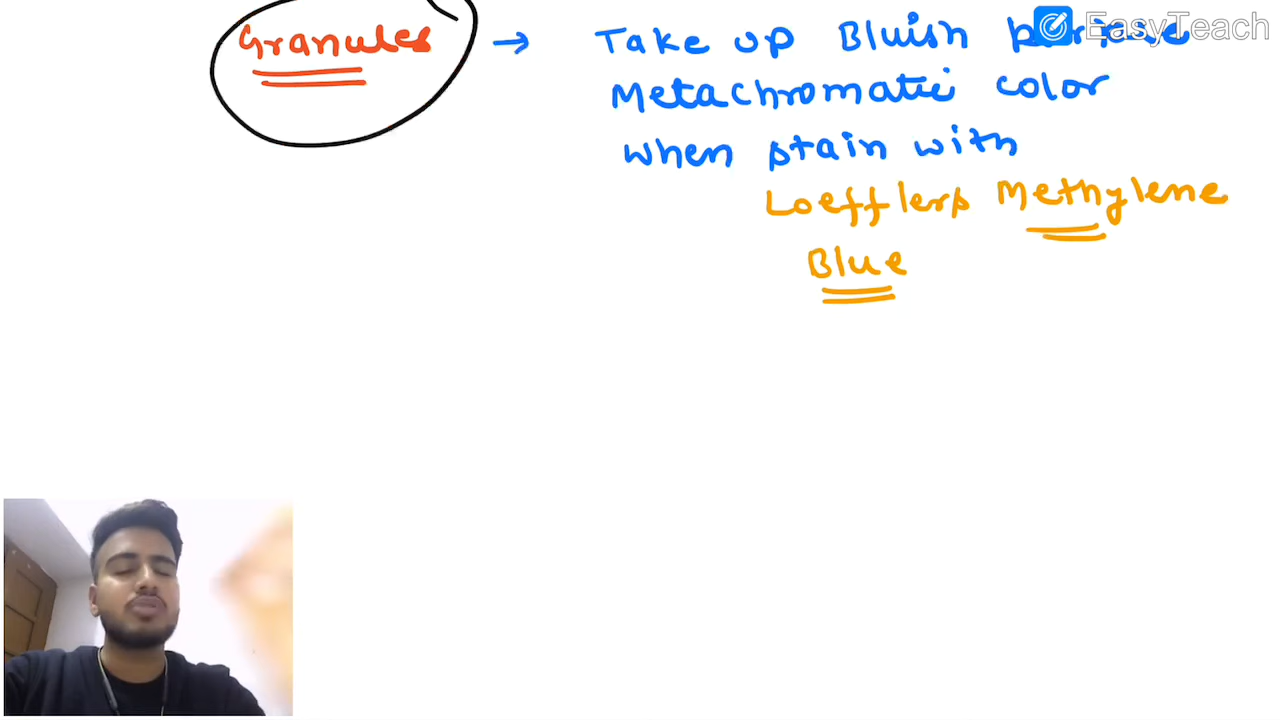 Granules → Take up Bluish
EasyTeach
Metachromatic color
when stain with
Loefflers Methylene
Blue